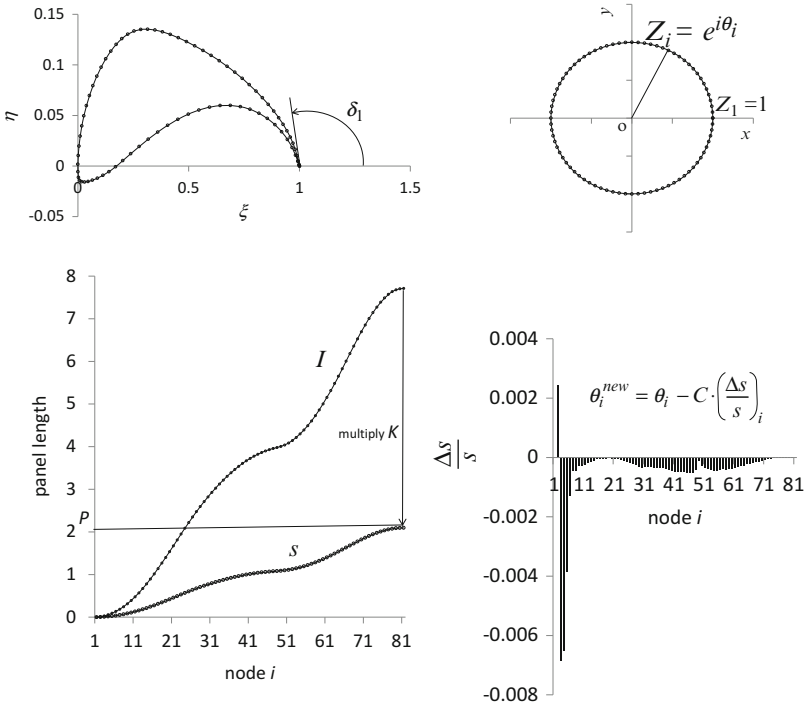 0.15
0.1
0.05
0
-0.05
η
0 0.5 1 1.5
ξ
δ₁
y
Zᵢ = e^{iθᵢ}
Z₁ =1
o
x
8
7
6
5
4
3
2
1
0
panel length
I
multiply K
P
s
1 11 21 31 41 51 61 71 81
node i
0.004
0.002
0
-0.002
-0.004
-0.006
-0.008
Δs/s
θᵢⁿᵉʷ = θᵢ − C·(Δs/s)ᵢ
1 11 21 31 41 51 61 71 81
node i